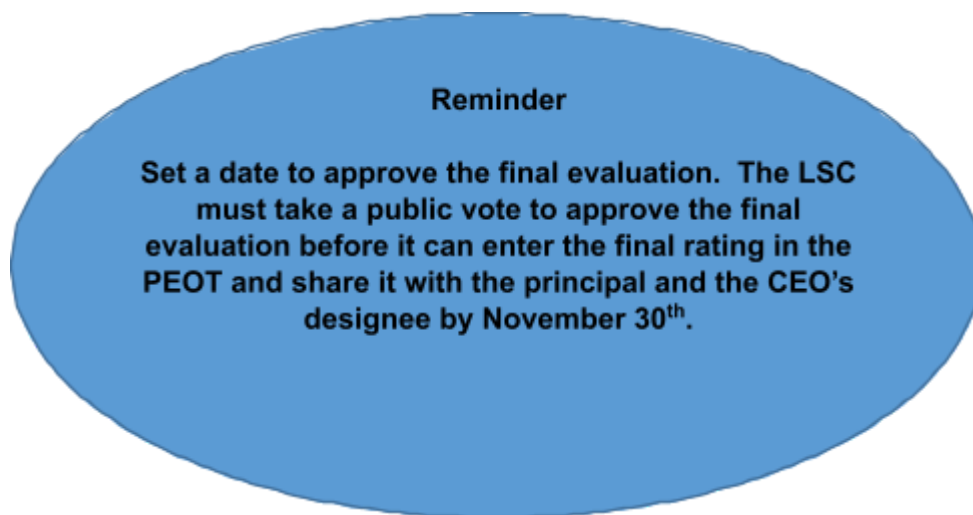 Reminder
Set a date to approve the final evaluation.  The LSC
must take a public vote to approve the final
evaluation before it can enter the final rating in the
PEOT and share it with the principal and the CEO’s
designee by November 30th.